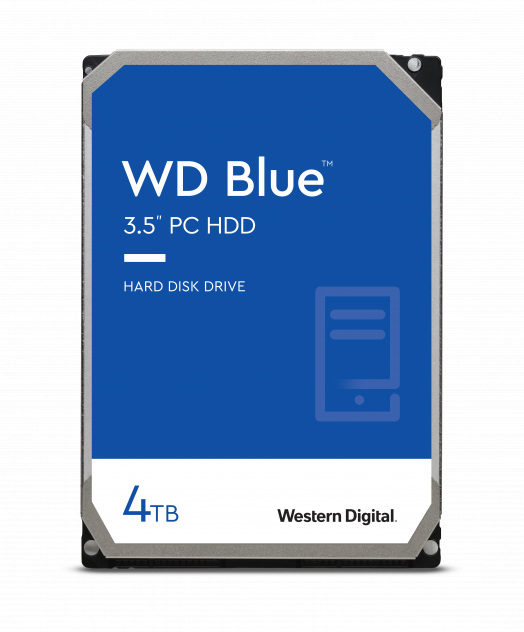 WD Blue™
3.5" PC HDD
HARD DISK DRIVE
4TB
Western Digital.